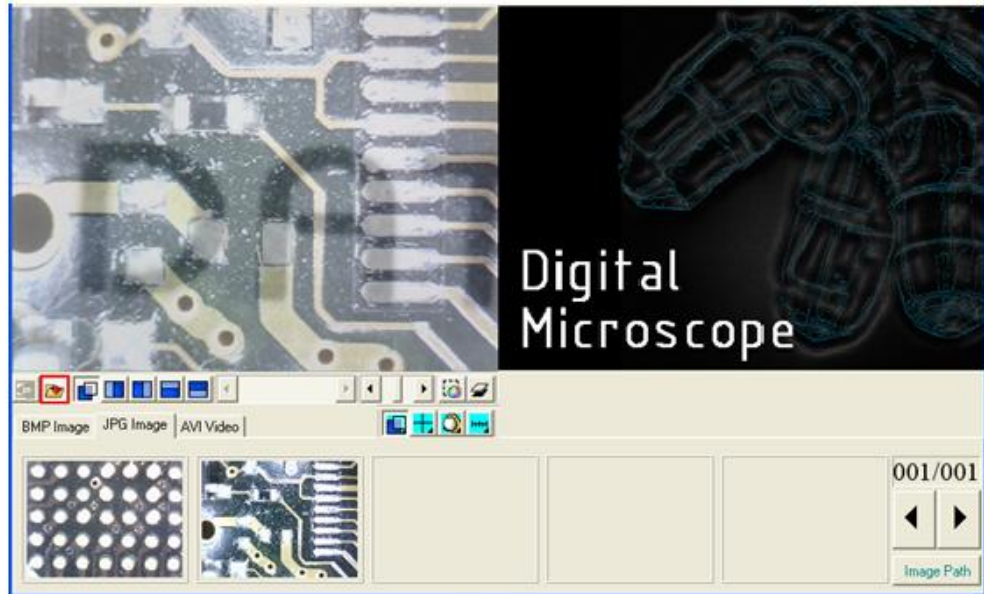 Digital
Microscope
BMP Image JPG Image AVI Video
001/001
Image Path